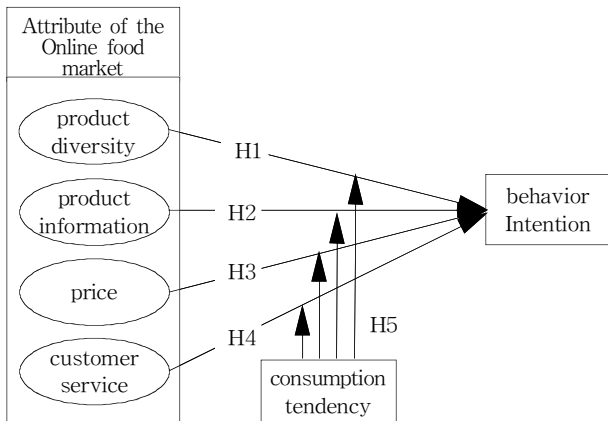 Attribute of the
Online food
market
product
diversity
H1
product
information
H2
behavior
Intention
H3
price
H4
H5
customer
service
consumption
tendency